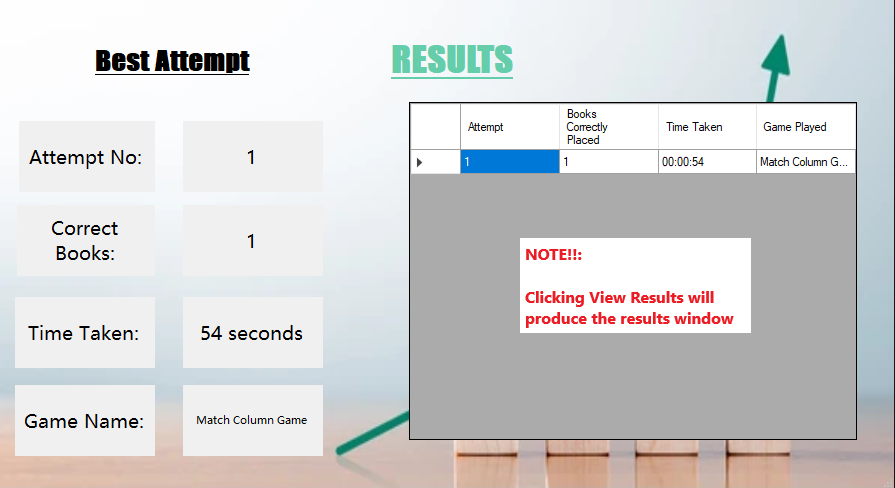 Best Attempt
RESULTS
Attempt No:
1
Correct
Books:
1
Time Taken:
54 seconds
Game Name:
Match Column Game
Attempt
Books
Correctly
Placed
Time Taken
Game Played
1
1
00:00:54
Match Column G...
NOTE!!:
Clicking View Results will
produce the results window